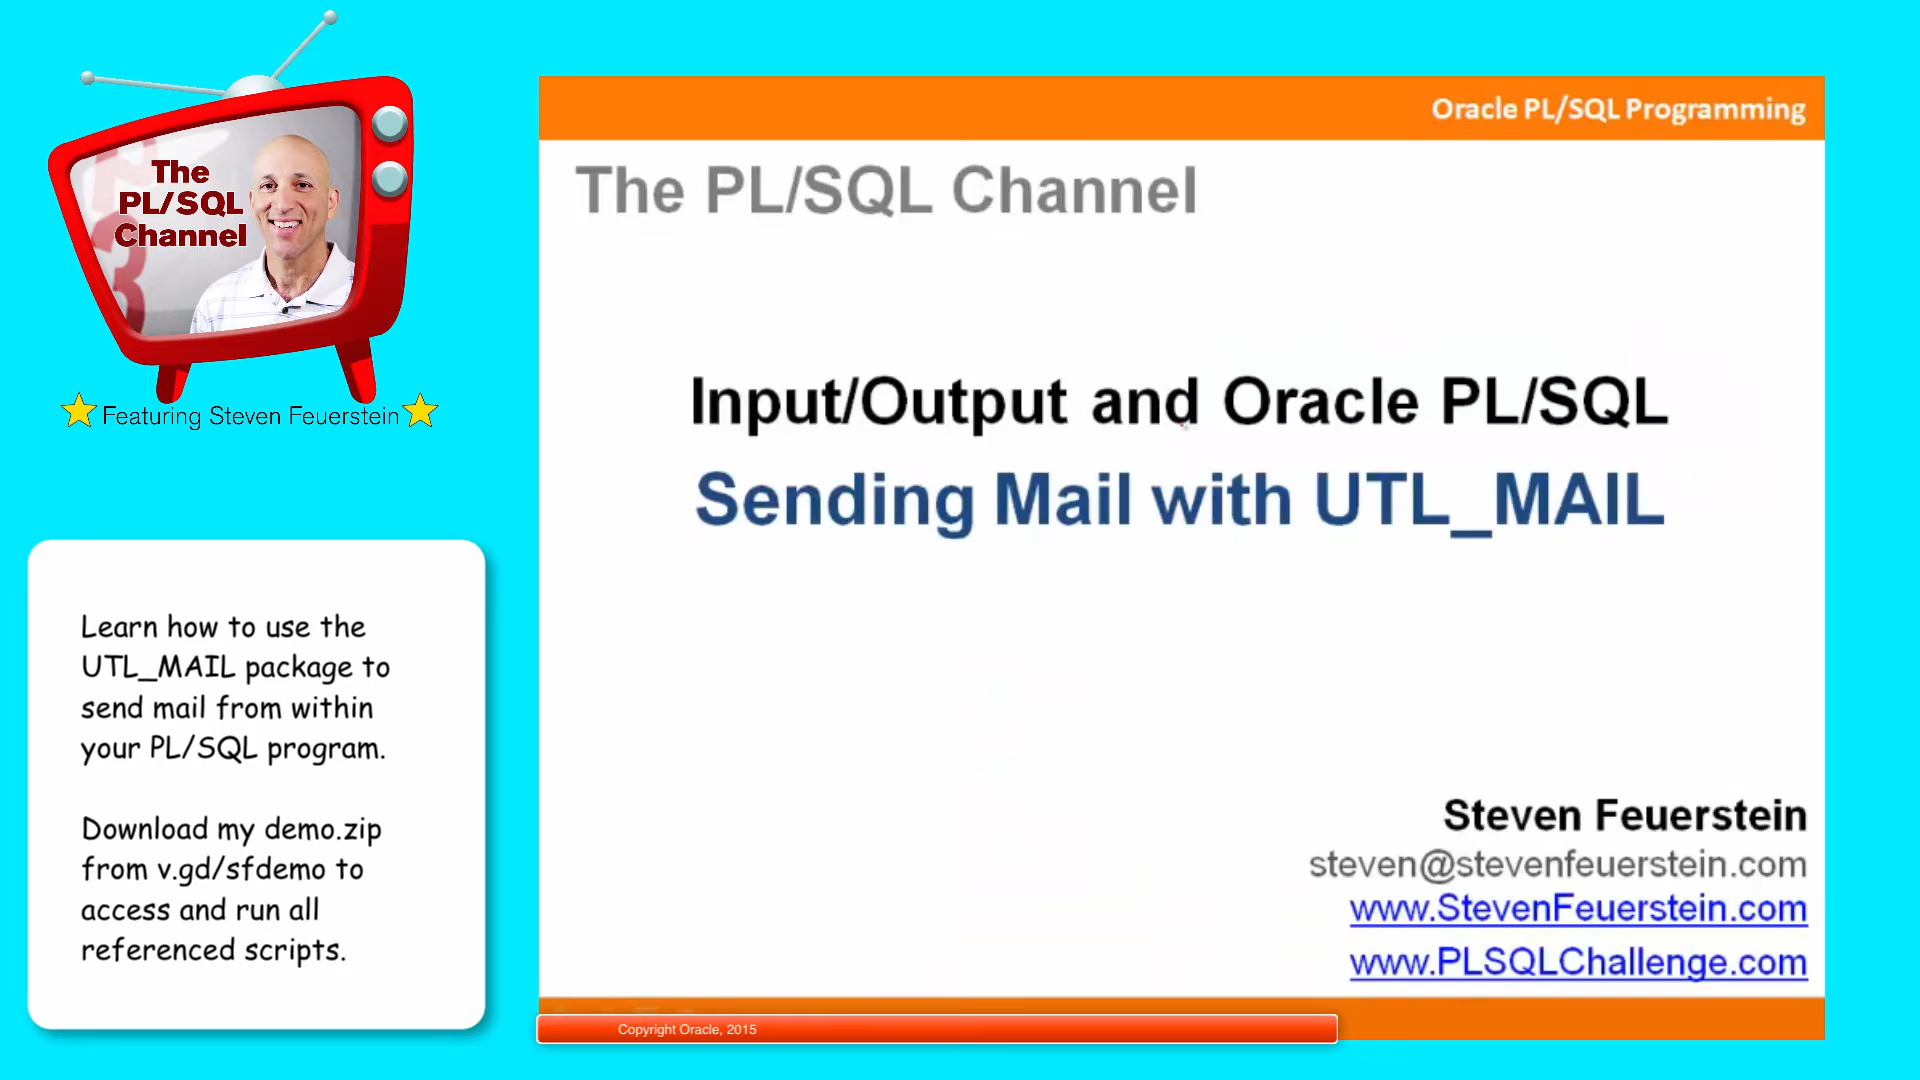 The
PL/SQL
Channel
Featuring Steven Feuerstein
Learn how to use the
UTL_MAIL package to
send mail from within
your PL/SQL program.
Download my demo.zip
from v.gd/sfdemo to
access and run all
referenced scripts.
Oracle PL/SQL Programming
The PL/SQL Channel
Input/Output and Oracle PL/SQL
Sending Mail with UTL_MAIL
Steven Feuerstein
steven@stevenfeuerstein.com
www.StevenFeuerstein.com
www.PLSQLChallenge.com
Copyright Oracle, 2015